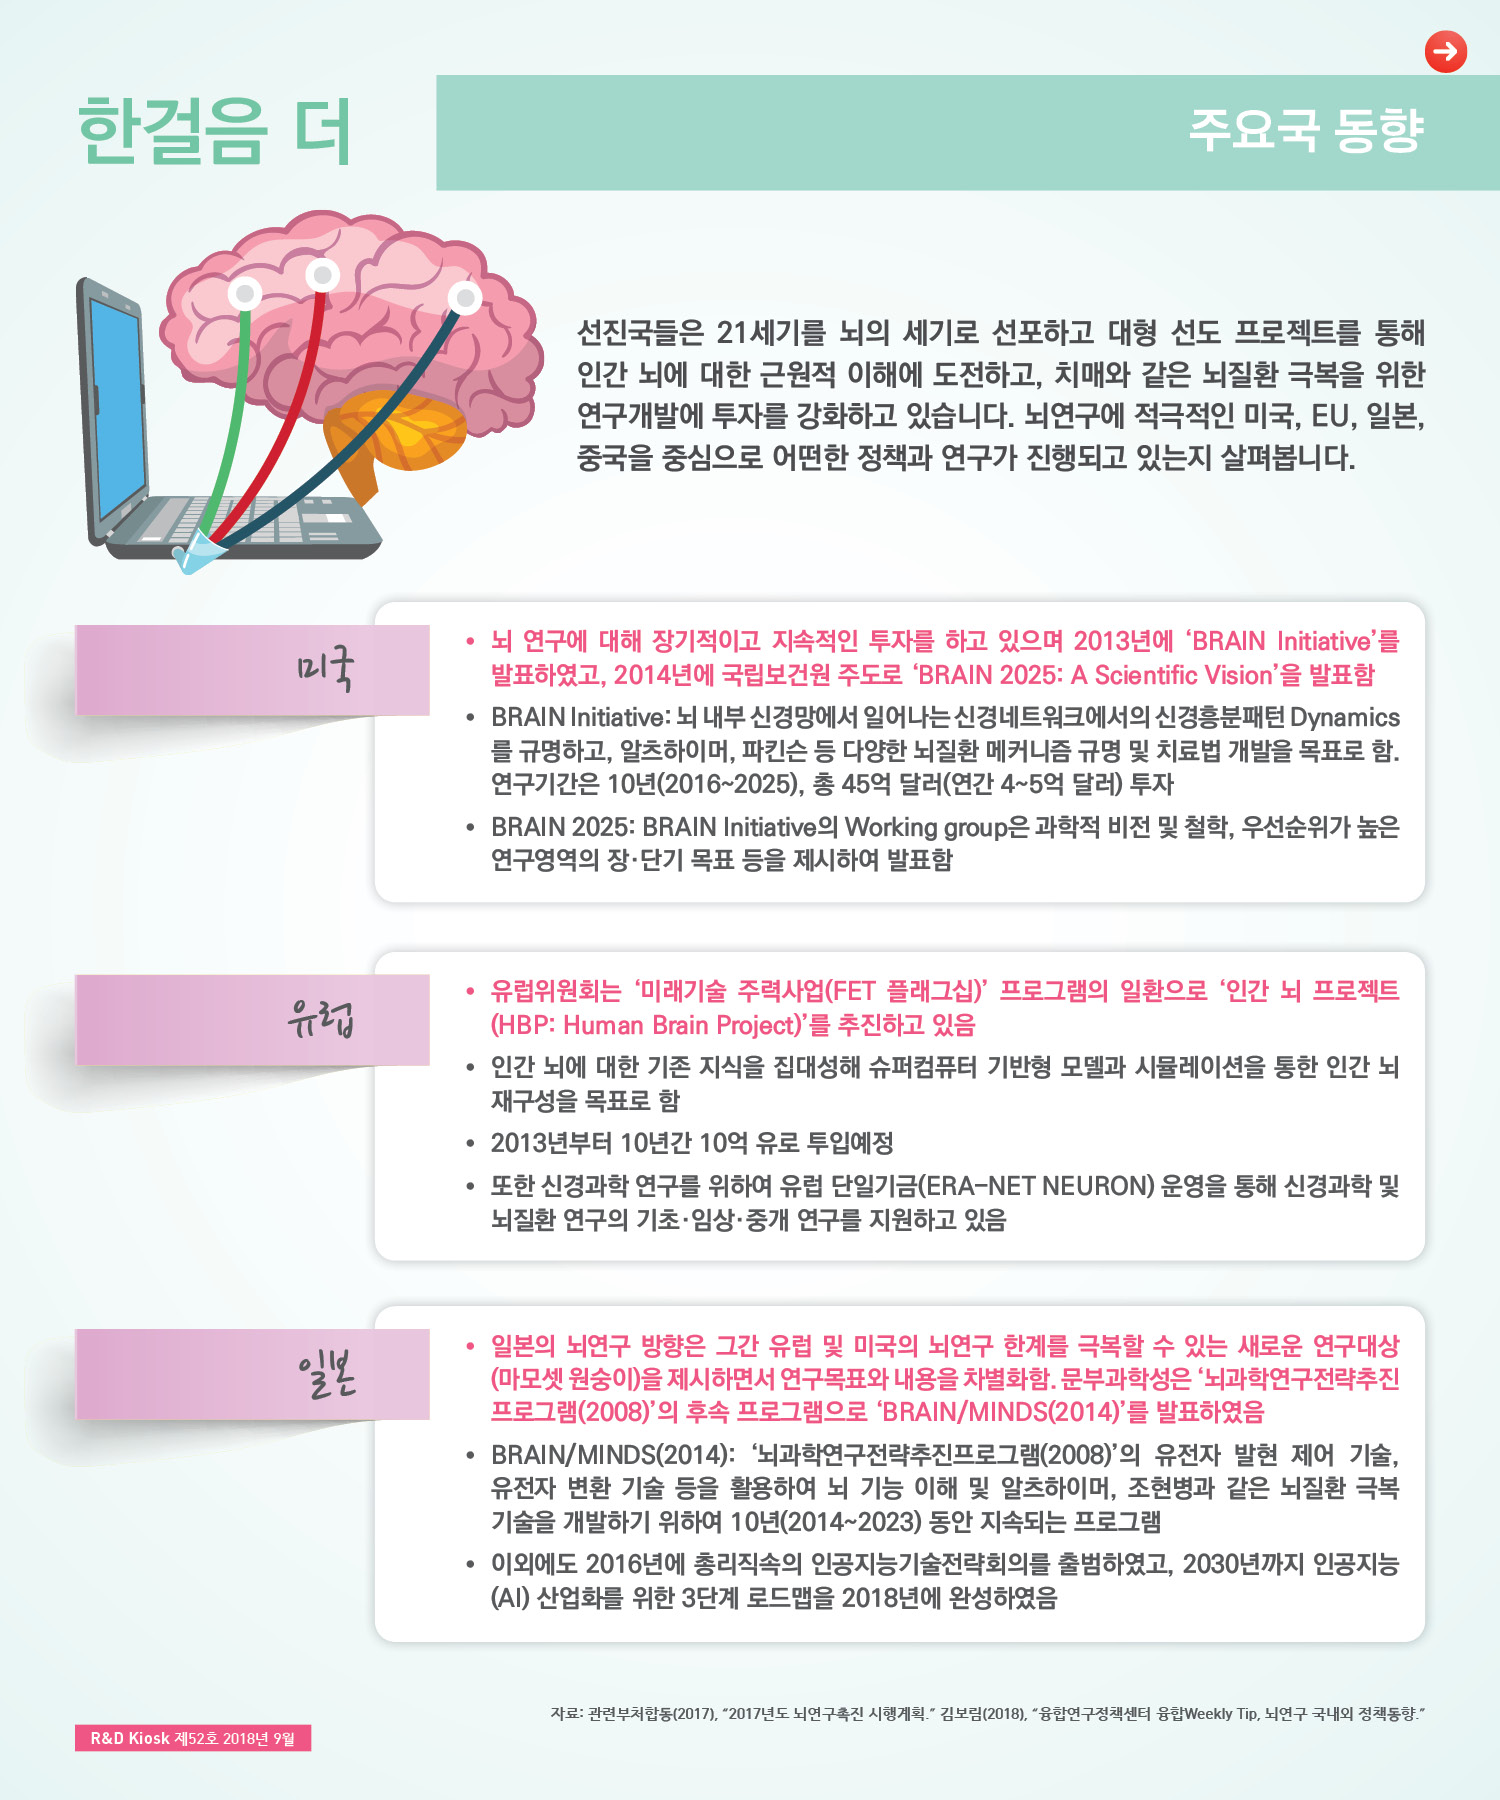 한걸음 더
주요국 동향
선진국들은 21세기를 뇌의 세기로 선포하고 대형 선도 프로젝트를 통해
인간 뇌에 대한 근원적 이해에 도전하고, 치매와 같은 뇌질환 극복을 위한
연구개발에 투자를 강화하고 있습니다. 뇌연구에 적극적인 미국, EU, 일본,
중국을 중심으로 어떤한 정책과 연구가 진행되고 있는지 살펴봅니다.
미국
• 뇌 연구에 대해 장기적이고 지속적인 투자를 하고 있으며 2013년에 ‘BRAIN Initiative’를
발표하였고, 2014년에 국립보건원 주도로 ‘BRAIN 2025: A Scientific Vision’을 발표함
• BRAIN Initiative: 뇌 내부 신경망에서 일어나는 신경네트워크에서의 신경흥분패턴 Dynamics
를 규명하고, 알츠하이머, 파킨슨 등 다양한 뇌질환 메커니즘 규명 및 치료법 개발을 목표로 함.
연구기간은 10년(2016~2025), 총 45억 달러(연간 4~5억 달러) 투자
• BRAIN 2025: BRAIN Initiative의 Working group은 과학적 비전 및 철학, 우선순위가 높은
연구영역의 장·단기 목표 등을 제시하여 발표함
유럽
• 유럽위원회는 ‘미래기술 주력사업(FET 플래그십)’ 프로그램의 일환으로 ‘인간 뇌 프로젝트
(HBP: Human Brain Project)’를 추진하고 있음
• 인간 뇌에 대한 기존 지식을 집대성해 슈퍼컴퓨터 기반형 모델과 시뮬레이션을 통한 인간 뇌
재구성을 목표로 함
• 2013년부터 10년간 10억 유로 투입예정
• 또한 신경과학 연구를 위하여 유럽 단일기금(ERA-NET NEURON) 운영을 통해 신경과학 및
뇌질환 연구의 기초·임상·중개 연구를 지원하고 있음
일본
• 일본의 뇌연구 방향은 그간 유럽 및 미국의 뇌연구 한계를 극복할 수 있는 새로운 연구대상
(마모셋 원숭이)을 제시하면서 연구목표와 내용을 차별화함. 문부과학성은 ‘뇌과학연구전략추진
프로그램(2008)’의 후속 프로그램으로 ‘BRAIN/MINDS(2014)’를 발표하였음
• BRAIN/MINDS(2014): ‘뇌과학연구전략추진프로그램(2008)’의 유전자 발현 제어 기술,
유전자 변환 기술 등을 활용하여 뇌 기능 이해 및 알츠하이머, 조현병과 같은 뇌질환 극복
기술을 개발하기 위하여 10년(2014~2023) 동안 지속되는 프로그램
• 이외에도 2016년에 총리직속의 인공지능기술전략회의를 출범하였고, 2030년까지 인공지능
(AI) 산업화를 위한 3단계 로드맵을 2018년에 완성하였음
자료: 관련부처합동(2017), “2017년도 뇌연구촉진 시행계획.” 김보림(2018), “융합연구정책센터 융합Weekly Tip, 뇌연구 국내외 정책동향.”
R&D Kiosk 제52호 2018년 9월